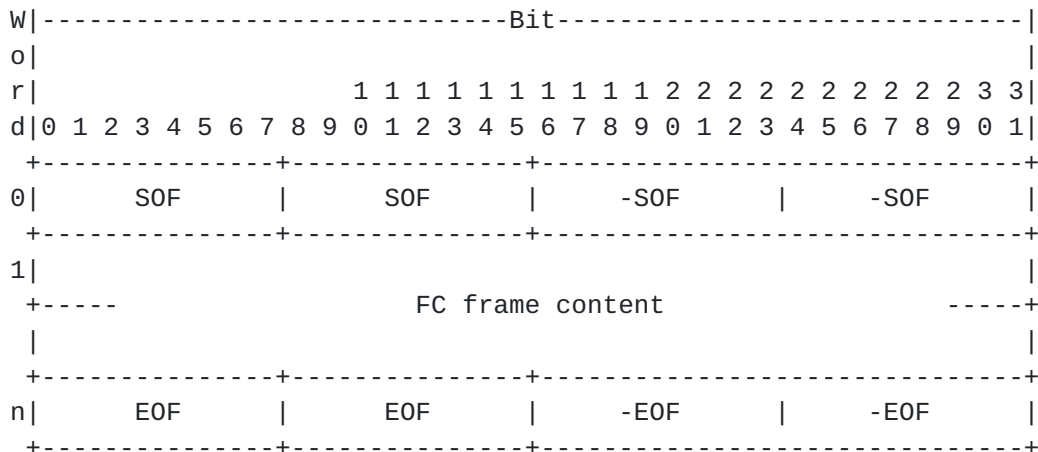 W|------------------------------Bit------------------------------|
o|                                                               |
r|                    1 1 1 1 1 1 1 1 1 1 2 2 2 2 2 2 2 2 2 2 3 3|
d|0 1 2 3 4 5 6 7 8 9 0 1 2 3 4 5 6 7 8 9 0 1 2 3 4 5 6 7 8 9 0 1|
 +---------------+---------------+-------------------------------+
0|      SOF      |      SOF      |     -SOF      |     -SOF      |
 +---------------+---------------+-------------------------------+
1|                                                               |
 +-----                   FC frame content                  -----+
 |                                                               |
 +---------------+---------------+-------------------------------+
n|      EOF      |      EOF      |     -EOF      |     -EOF      |
 +---------------+---------------+-------------------------------+